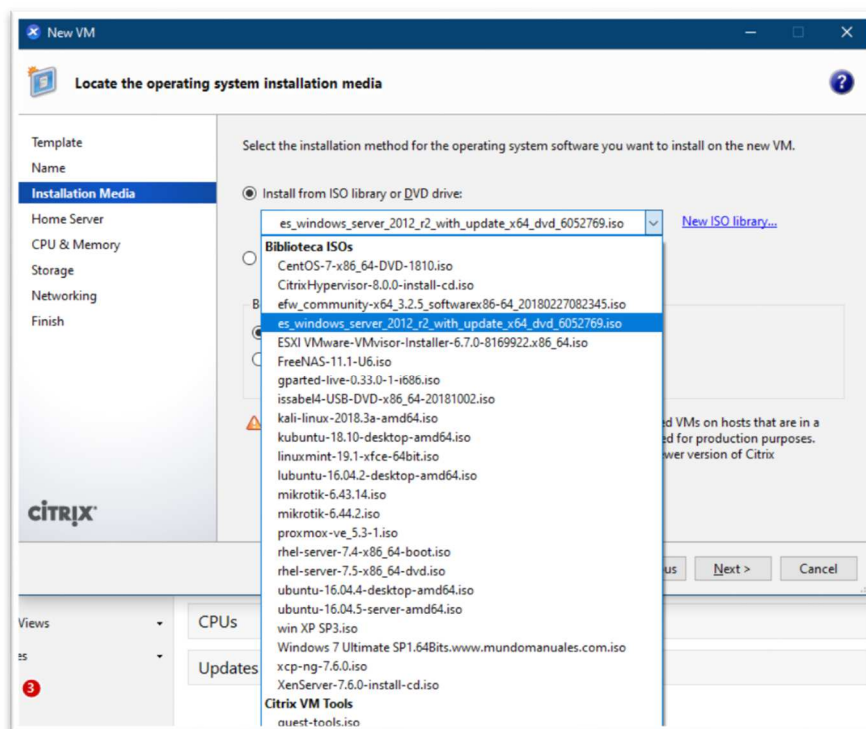 New VM
Locate the operating system installation media
Template
Name
Installation Media
Home Server
CPU & Memory
Storage
Networking
Finish
citrix
Select the installation method for the operating system software you want to install on the new VM.
Install from ISO library or DVD drive:
es_windows_server_2012_r2_with_update_x64_dvd_6052769.iso
New ISO library...
Biblioteca ISOs
CentOS-7-x86_64-DVD-1810.iso
CitrixHypervisor-8.0.0-install-cd.iso
efw_community-x64_3.2.5_softwarex86-64_20180227082345.iso
es_windows_server_2012_r2_with_update_x64_dvd_6052769.iso
ESXI VMware-VMvisor-Installer-6.7.0-8169922.x86_64.iso
FreeNAS-11.1-U6.iso
gparted-live-0.33.0-1-i686.iso
issabel4-USB-DVD-x86_64-20181002.iso
kali-linux-2018.3a-amd64.iso
kubuntu-18.10-desktop-amd64.iso
linuxmint-19.1-xfce-64bit.iso
lubuntu-16.04.2-desktop-amd64.iso
mikrotik-6.43.14.iso
mikrotik-6.44.2.iso
proxmox-ve_5.3-1.iso
rhel-server-7.4-x86_64-boot.iso
rhel-server-7.5-x86_64-dvd.iso
ubuntu-16.04.4-desktop-amd64.iso
ubuntu-16.04.5-server-amd64.iso
win XP SP3.iso
Windows 7 Ultimate SP1.64Bits.www.mundomanuales.com.iso
xcp-ng-7.6.0.iso
XenServer-7.6.0-install-cd.iso
Citrix VM Tools
guest-tools.iso
B
ed VMs on hosts that are in a
ed for production purposes.
wer version of Citrix
us
Next >
Cancel
Views
CPUs
es
Updates
3